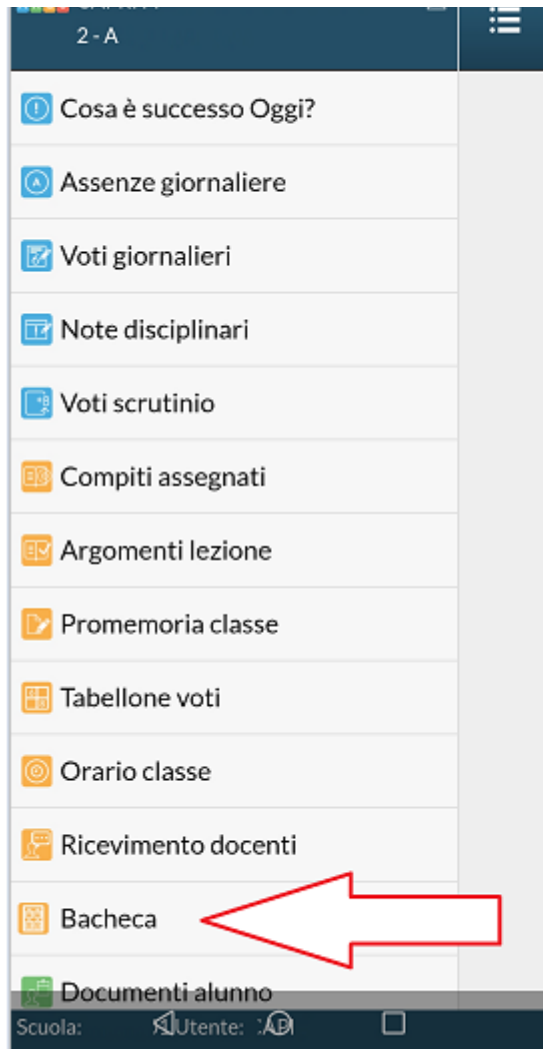 2 - A
Cosa è successo Oggi?
Assenze giornaliere
Voti giornalieri
Note disciplinari
Voti scrutinio
Compiti assegnati
Argomenti lezione
Promemoria classe
Tabellone voti
Orario classe
Ricevimento docenti
Bacheca
Documenti alunno
Scuola: Utente: